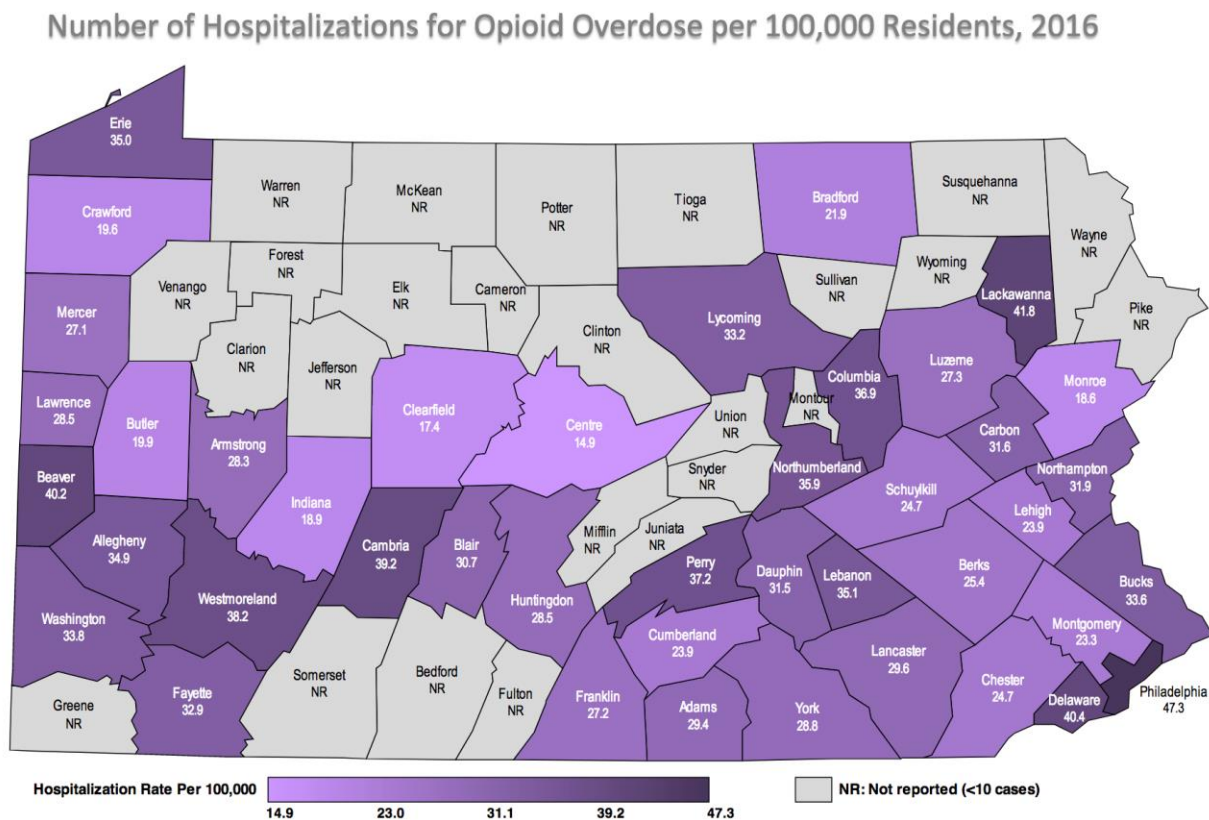 Number of Hospitalizations for Opioid Overdose per 100,000 Residents, 2016
Erie
35.0
Crawford
19.6
Warren
NR
McKean
NR
Potter
NR
Tioga
NR
Bradford
21.9
Susquehanna
NR
Wayne
NR
Forest
NR
Venango
NR
Elk
NR
Cameron
NR
Sullivan
NR
Wyoming
NR
Lackawanna
41.8
Pike
NR
Mercer
27.1
Clarion
NR
Jefferson
NR
Clinton
NR
Lycoming
33.2
Columbia
36.9
Luzerne
27.3
Monroe
18.6
Lawrence
28.5
Butler
19.9
Armstrong
28.3
Clearfield
17.4
Centre
14.9
Union
NR
Montour
NR
Carbon
31.6
Beaver
40.2
Indiana
18.9
Snyder
NR
Northumberland
35.9
Schuylkill
24.7
Northampton
31.9
Lehigh
23.9
Allegheny
34.9
Cambria
39.2
Blair
30.7
Mifflin
NR
Juniata
NR
Perry
37.2
Dauphin
31.5
Lebanon
35.1
Berks
25.4
Bucks
33.6
Washington
33.8
Westmoreland
38.2
Huntingdon
28.5
Cumberland
23.9
Lancaster
29.6
Montgomery
23.3
Greene
NR
Fayette
32.9
Somerset
NR
Bedford
NR
Fulton
NR
Franklin
27.2
Adams
29.4
York
28.8
Chester
24.7
Delaware
40.4
Philadelphia
47.3
Hospitalization Rate Per 100,000
14.9 23.0 31.1 39.2 47.3
NR: Not reported (<10 cases)